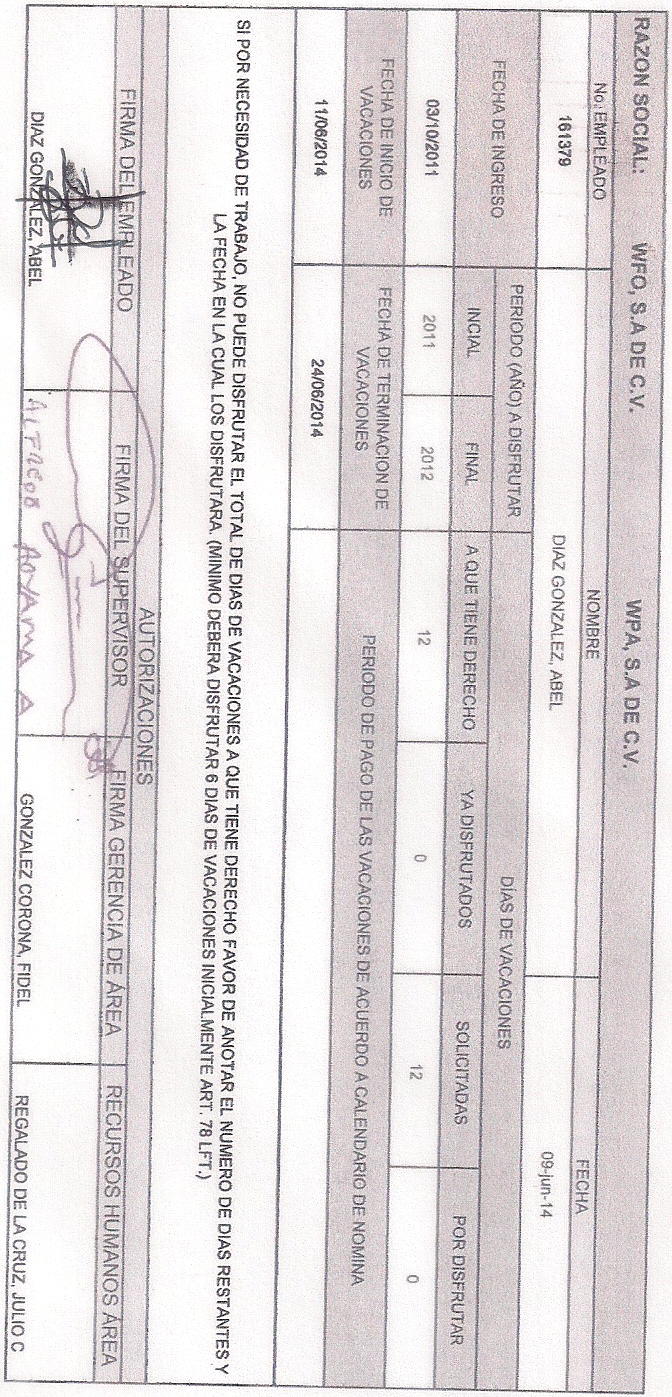 RAZON SOCIAL: WFO, S.A DE C.V. WPA, S.A DE C.V.
No. EMPLEADO NOMBRE FECHA
161379 DIAZ GONZALEZ, ABEL 09-jun-14
FECHA DE INGRESO PERIODO (AÑO) A DISFRUTAR DÍAS DE VACACIONES
INCIAL FINAL A QUE TIENE DERECHO YA DISFRUTADOS SOLICITADAS POR DISFRUTAR
03/10/2011 2011 2012 12 0 12 0
FECHA DE INICIO DE VACACIONES FECHA DE TERMINACION DE VACACIONES PERIODO DE PAGO DE LAS VACACIONES DE ACUERDO A CALENDARIO DE NOMINA
11/06/2014 24/06/2014
SI POR NECESIDAD DE TRABAJO, NO PUEDE DISFRUTAR EL TOTAL DE DIAS DE VACACIONES A QUE TIENE DERECHO FAVOR DE ANOTAR EL NUMERO DE DIAS RESTANTES Y
LA FECHA EN LA CUAL LOS DISFRUTARA, (MINIMO DEBERA DISFRUTAR 6 DIAS DE VACACIONES INICIALMENTE ART. 78 LFT.)
AUTORIZACIONES
FIRMA DEL EMPLEADO FIRMA DEL SUPERVISOR FIRMA GERENCIA DE ÁREA RECURSOS HUMANOS ÁREA
DIAZ GONZALEZ, ABEL AOYAMA A GONZALEZ CORONA, FIDEL REGALADO DE LA CRUZ, JULIO C